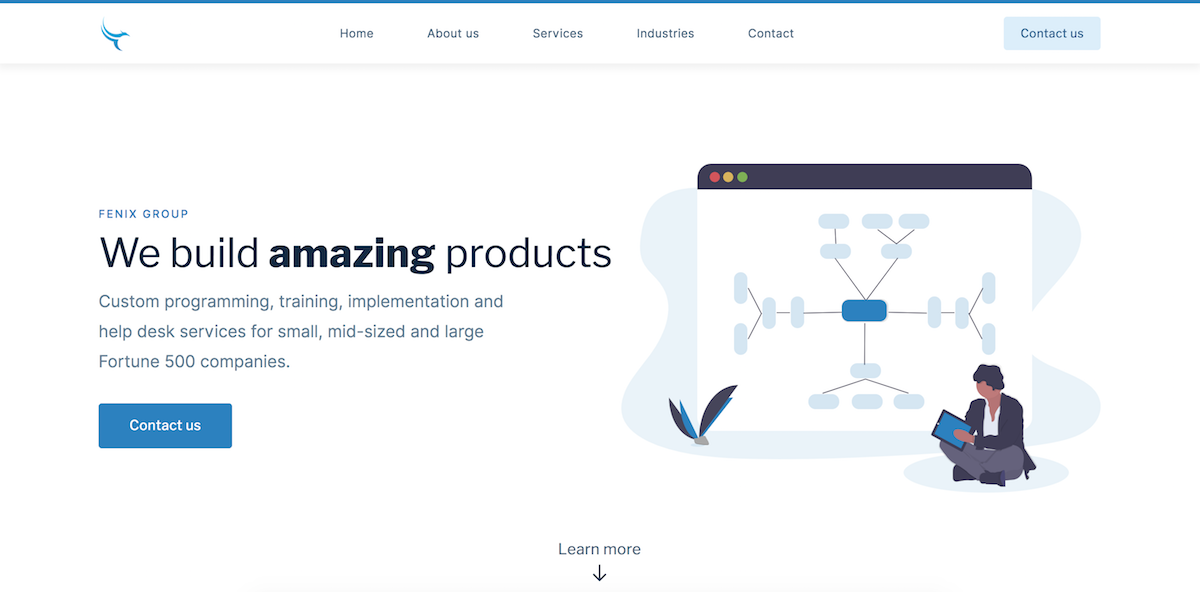 Home
About us
Services
Industries
Contact
Contact us
FENIX GROUP
We build amazing products
Custom programming, training, implementation and
help desk services for small, mid-sized and large
Fortune 500 companies.
Contact us
Learn more